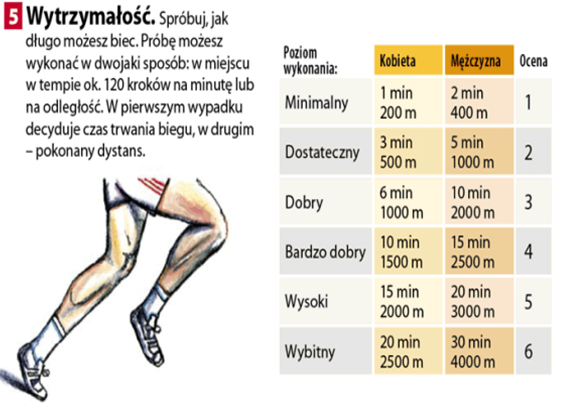 5 Wytrzymałość. Spróbuj, jak
długo możesz biec. Próbę możesz
wykonać w dwojaki sposób: w miejscu
w tempie ok. 120 kroków na minutę lub
na odległość. W pierwszym wypadku
decyduje czas trwania biegu, w drugim
– pokonany dystans.
Poziom
wykonania: Kobieta Mężczyzna Ocena
Minimalny 1 min 2 min 1
200 m 400 m
Dostateczny 3 min 5 min 2
500 m 1000 m
Dobry 6 min 10 min 3
1000 m 2000 m
Bardzo dobry 10 min 15 min 4
1500 m 2500 m
Wysoki 15 min 20 min 5
2000 m 3000 m
Wybitny 20 min 30 min 6
2500 m 4000 m